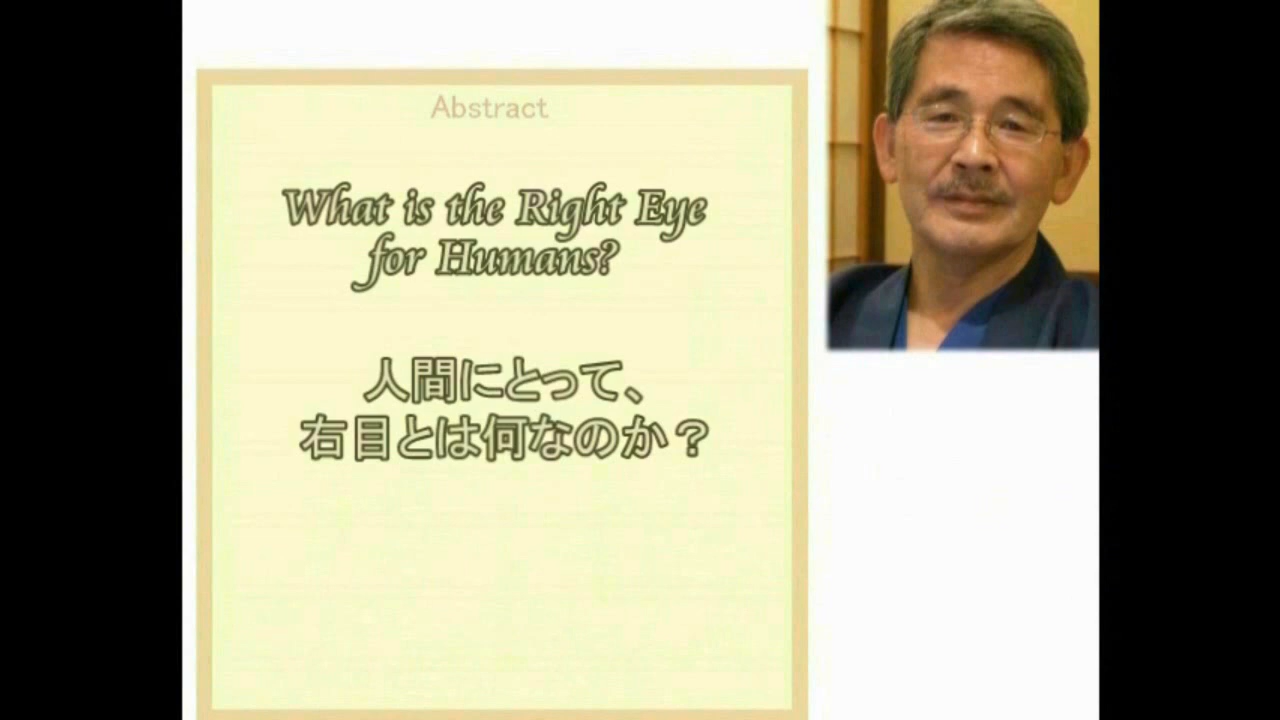 Abstract
What is the Right Eye
for Humans?
人間にとって、
右目とは何なのか？